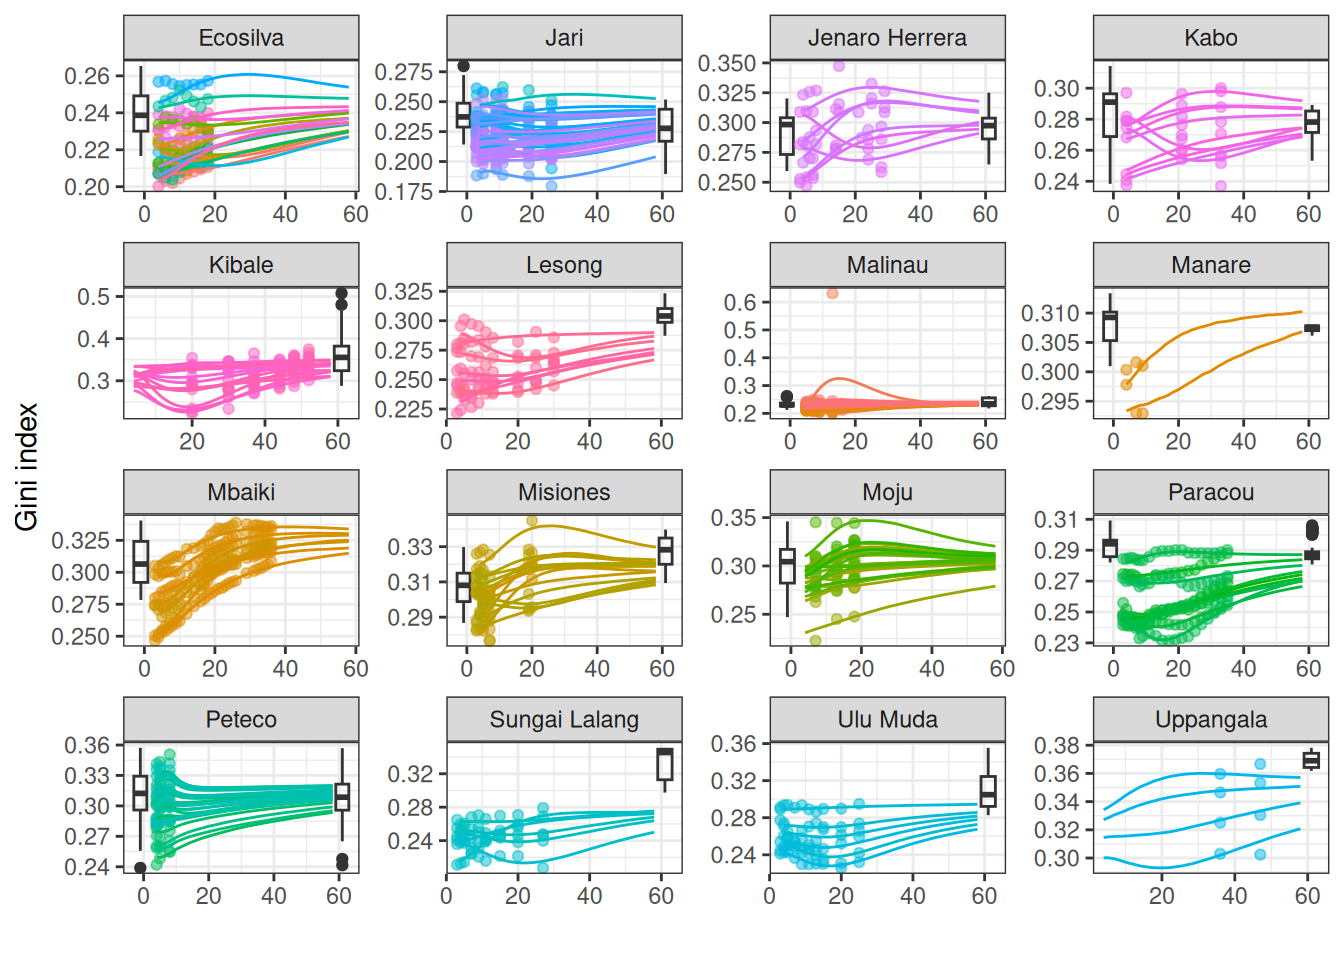 Ecosilva Jari Jenaro Herrera Kabo
0.26 0.24 0.22 0.20
0 20 40 60
0.275 0.250 0.225 0.200 0.175
0 20 40 60
0.350 0.325 0.300 0.275 0.250
0 20 40 60
0.30 0.28 0.26 0.24
0 20 40 60
Kibale Lesong Malinau Manare
0.5 0.4 0.3
20 40 60
0.325 0.300 0.275 0.250 0.225
0 20 40 60
0.6 0.5 0.4 0.3 0.2
0 20 40 60
0.310 0.305 0.300 0.295
0 20 40 60
Gini index
Mbaiki Misiones Moju Paracou
0.325 0.300 0.275 0.250
0 20 40 60
0.33 0.31 0.29
0 20 40 60
0.35 0.30 0.25
0 20 40 60
0.31 0.29 0.27 0.25 0.23
0 20 40 60
Peteco Sungai Lalang Ulu Muda Uppangala
0.36 0.33 0.30 0.27 0.24
0 20 40 60
0.32 0.28 0.24
0 20 40 60
0.36 0.32 0.28 0.24
0 20 40 60
0.38 0.36 0.34 0.32 0.30
20 40 60